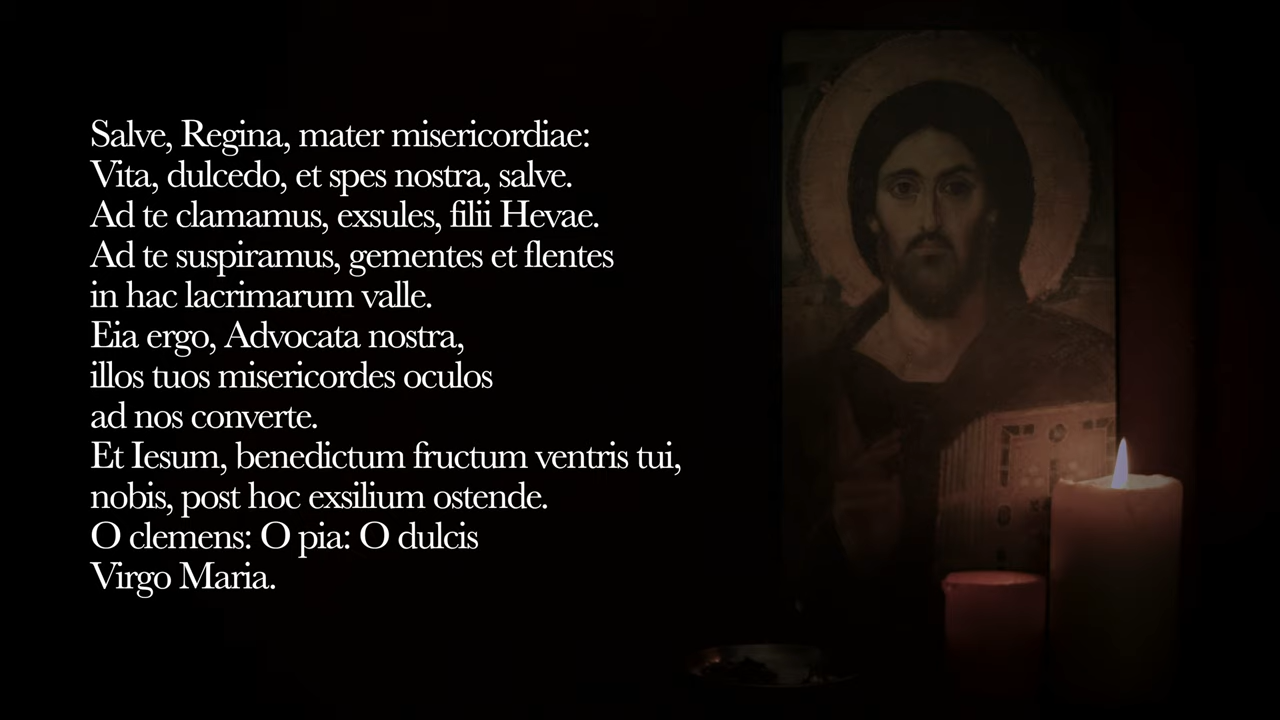 Salve, Regina, mater misericordiae:
Vita, dulcedo, et spes nostra, salve.
Ad te clamamus, exsules, filii Hevae.
Ad te suspiramus, gementes et flentes
in hac lacrimarum valle.
Eia ergo, Advocata nostra,
illos tuos misericordes oculos
ad nos converte.
Et Iesum, benedictum fructum ventris tui,
nobis, post hoc exsilium ostende.
O clemens: O pia: O dulcis
Virgo Maria.